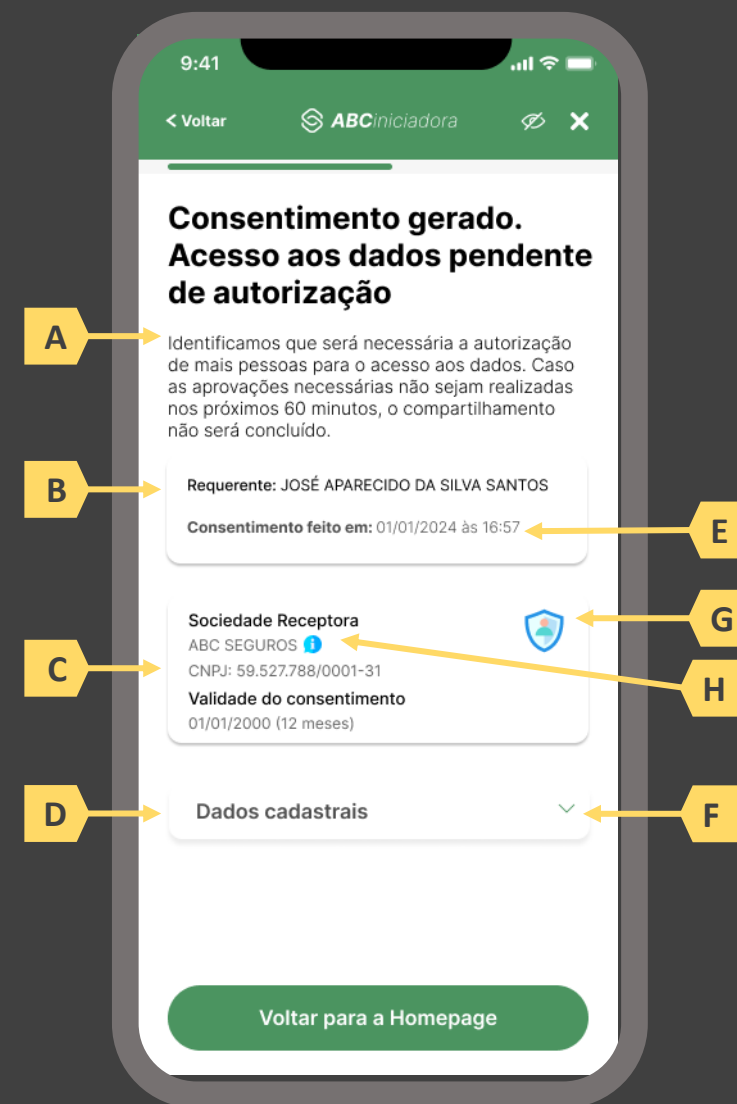 9:41
Voltar
ABCiniciadora
Consentimento gerado.
Acesso aos dados pendente
de autorização
A
Identificamos que será necessária a autorização
de mais pessoas para o acesso aos dados. Caso
as aprovações necessárias não sejam realizadas
nos próximos 60 minutos, o compartilhamento
não será concluído.
B
Requerente: JOSÉ APARECIDO DA SILVA SANTOS
Consentimento feito em: 01/01/2024 às 16:57
E
Sociedade Receptora
G
ABC SEGUROS
C
CNPJ: 59.527.788/0001-31
H
Validade do consentimento
01/01/2000 (12 meses)
D
Dados cadastrais
F
Voltar para a Homepage